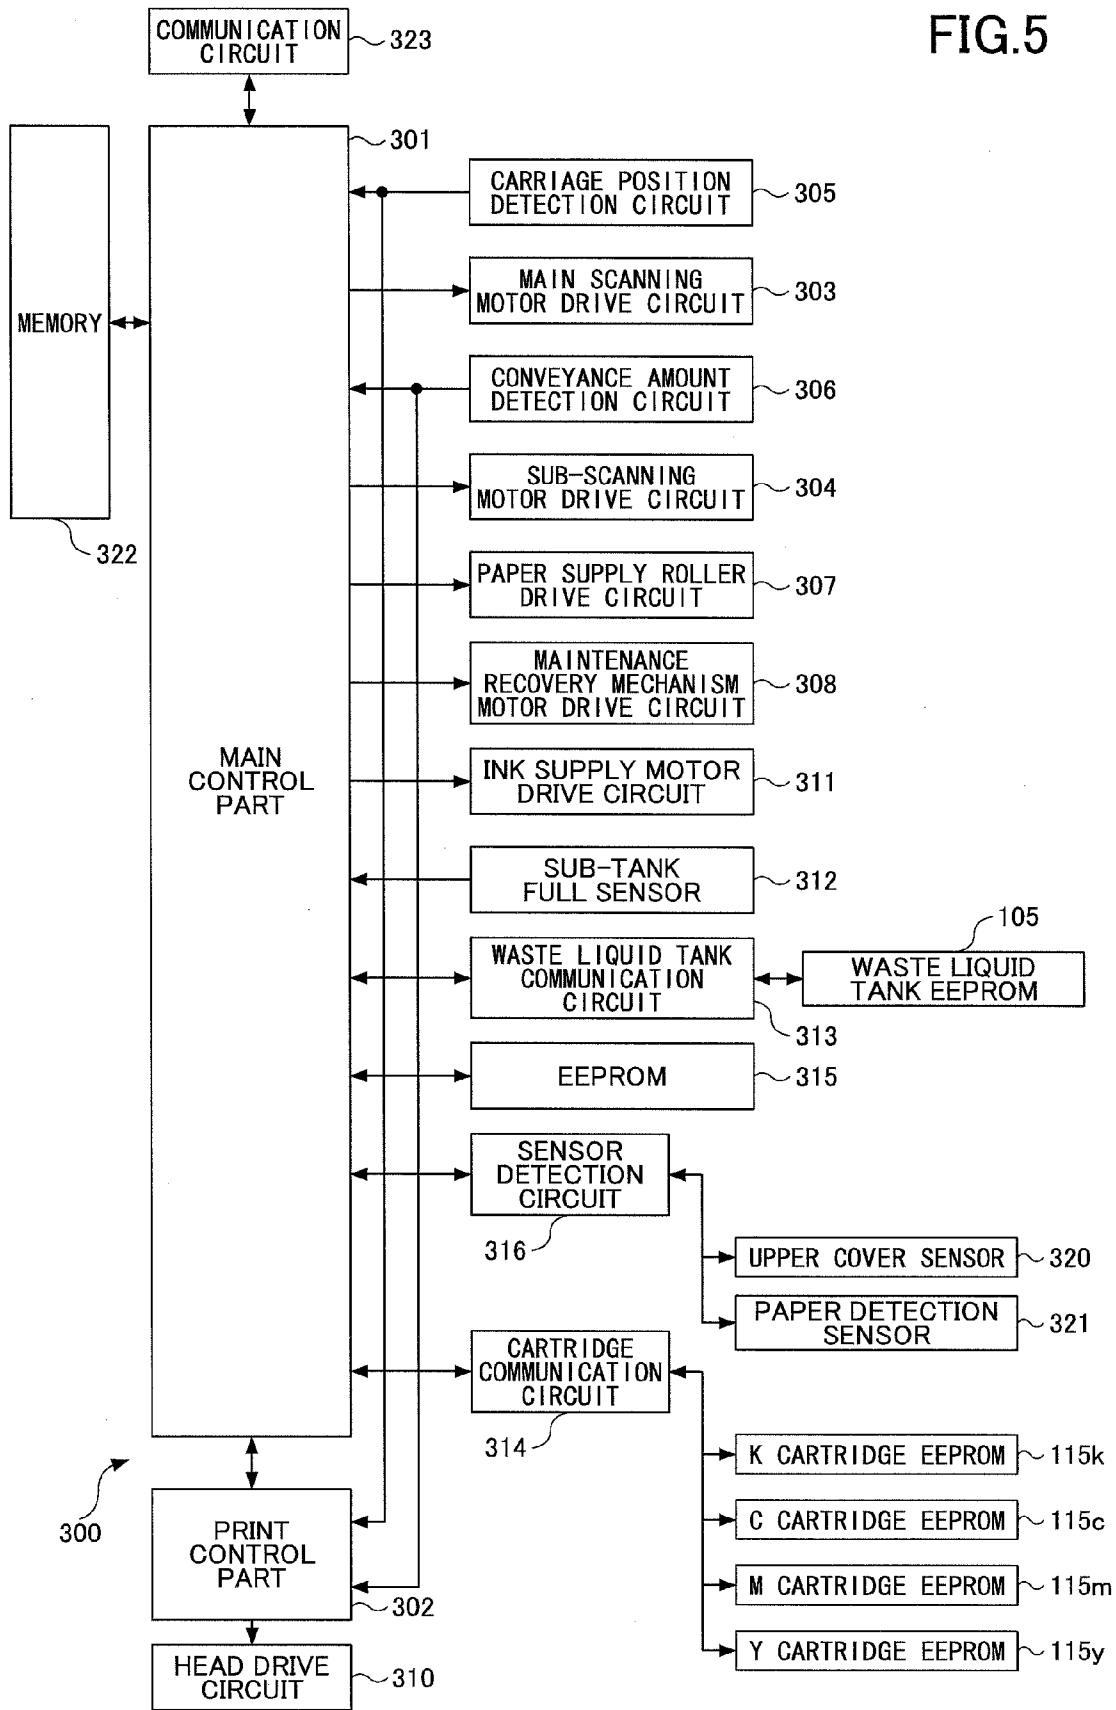 FIG.5
COMMUNICATION
CIRCUIT
323
301
MEMORY
322
MAIN
CONTROL
PART
CARRIAGE POSITION
DETECTION CIRCUIT
305
MAIN SCANNING
MOTOR DRIVE CIRCUIT
303
CONVEYANCE AMOUNT
DETECTION CIRCUIT
306
SUB-SCANNING
MOTOR DRIVE CIRCUIT
304
PAPER SUPPLY ROLLER
DRIVE CIRCUIT
307
MAINTENANCE
RECOVERY MECHANISM
MOTOR DRIVE CIRCUIT
308
INK SUPPLY MOTOR
DRIVE CIRCUIT
311
SUB-TANK
FULL SENSOR
312
WASTE LIQUID TANK
COMMUNICATION
CIRCUIT
313
105
WASTE LIQUID
TANK EEPROM
EEPROM
315
SENSOR
DETECTION
CIRCUIT
316
UPPER COVER SENSOR
320
PAPER DETECTION
SENSOR
321
CARTRIDGE
COMMUNICATION
CIRCUIT
314
K CARTRIDGE EEPROM
115k
C CARTRIDGE EEPROM
115c
M CARTRIDGE EEPROM
115m
Y CARTRIDGE EEPROM
115y
300
PRINT
CONTROL
PART
302
HEAD DRIVE
CIRCUIT
310